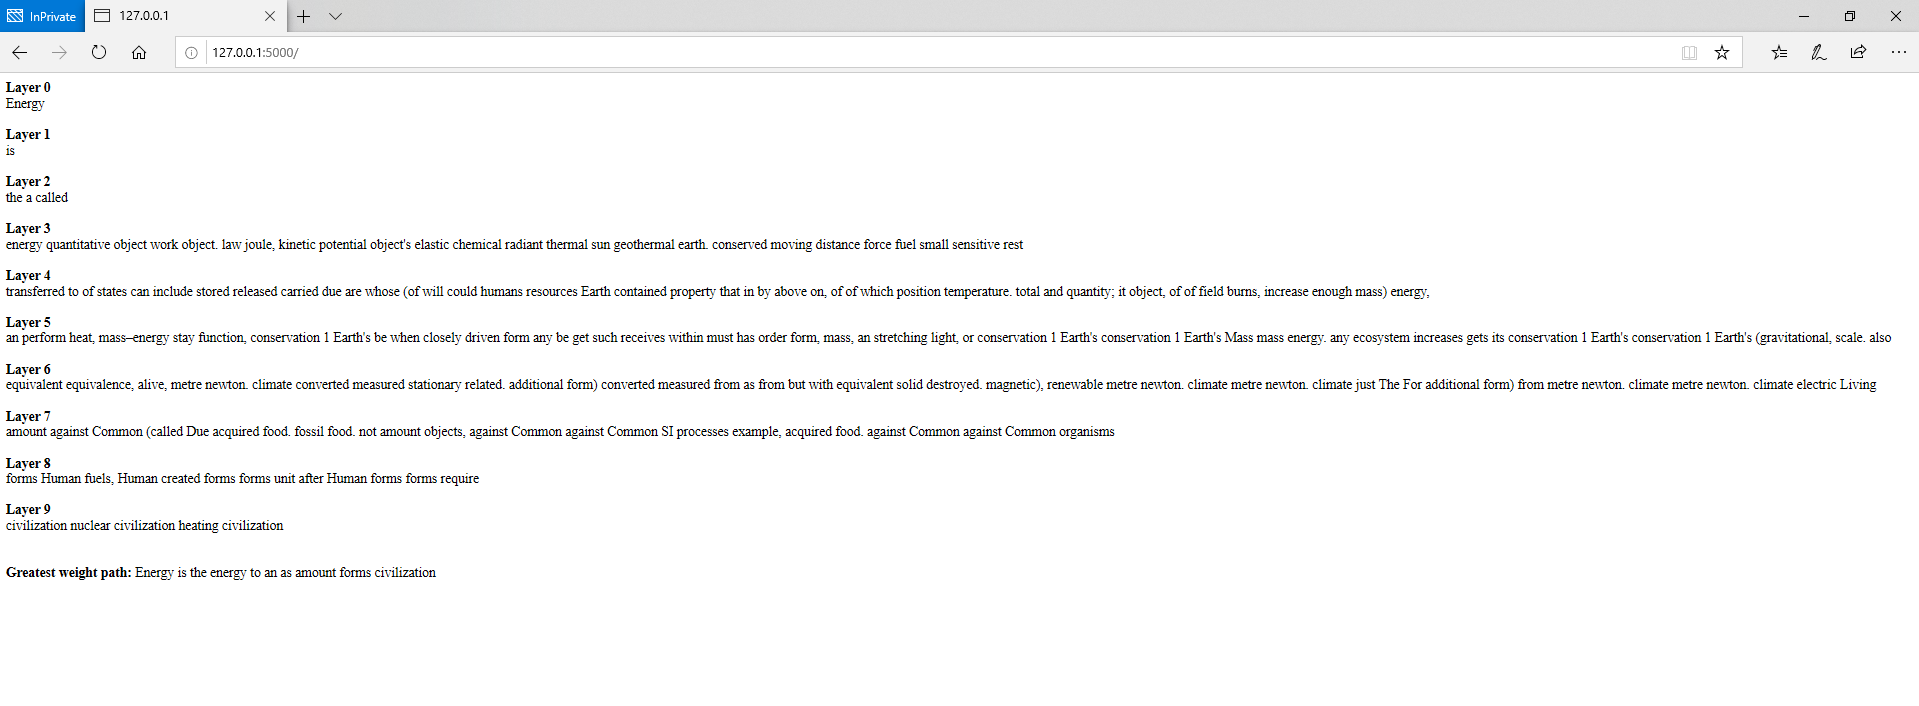 InPrivate
127.0.0.1
127.0.0.1:5000/
Layer 0
Energy
Layer 1
is
Layer 2
the a called
Layer 3
energy quantitative object work object. law joule, kinetic potential object's elastic chemical radiant thermal sun geothermal earth. conserved moving distance force fuel small sensitive rest
Layer 4
transferred to of states can include stored released carried due are whose (of will could humans resources Earth contained property that in by above on, of of which position temperature. total and quantity; it object, of of field burns, increase enough mass) energy,
Layer 5
an perform heat, mass–energy stay function, conservation 1 Earth's be when closely driven form any be get such receives within must has order form, mass, an stretching light, or conservation 1 Earth's conservation 1 Earth's Mass mass energy. any ecosystem increases gets its conservation 1 Earth's conservation 1 Earth's (gravitational, scale. also
Layer 6
equivalent equivalence, alive, metre newton. climate converted measured stationary related. additional form) converted measured from as from but with equivalent solid destroyed. magnetic), renewable metre newton. climate metre newton. climate just The For additional form) from metre newton. climate metre newton. climate electric Living
Layer 7
amount against Common (called Due acquired food. fossil food. not amount objects, against Common against Common SI processes example, acquired food. against Common against Common organisms
Layer 8
forms Human fuels, Human created forms forms unit after Human forms forms require
Layer 9
civilization nuclear civilization heating civilization
Greatest weight path: Energy is the energy to an as amount forms civilization